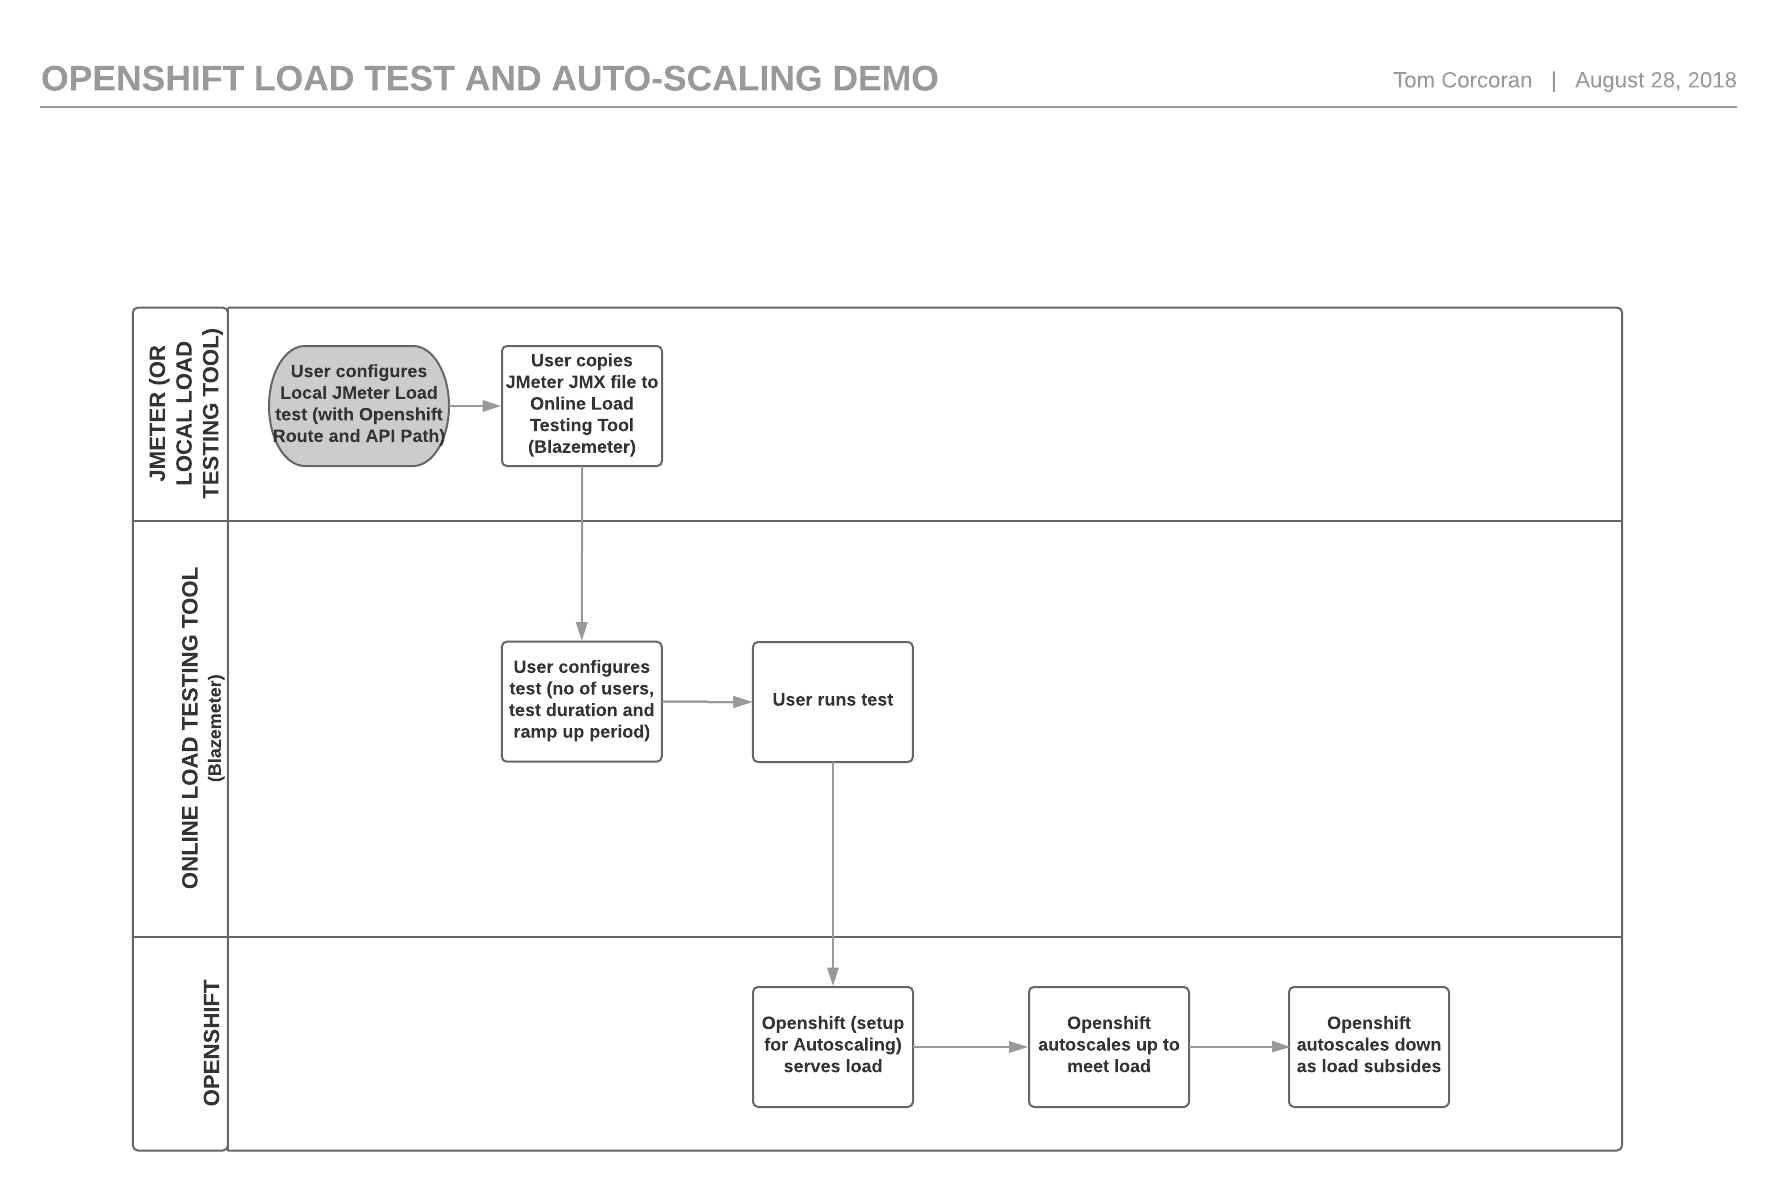 OPENSHIFT LOAD TEST AND AUTO-SCALING DEMO
Tom Corcoran | August 28, 2018
JMETER (OR
LOCAL LOAD
TESTING TOOL)
User configures
Local JMeter Load
test (with Openshift
Route and API Path)
User copies
JMeter JMX file to
Online Load
Testing Tool
(Blazemeter)
ONLINE LOAD TESTING TOOL
(Blazemeter)
User configures
test (no of users,
test duration and
ramp up period)
User runs test
OPENSHIFT
Openshift (setup
for Autoscaling)
serves load
Openshift
autoscales up to
meet load
Openshift
autoscales down
as load subsides